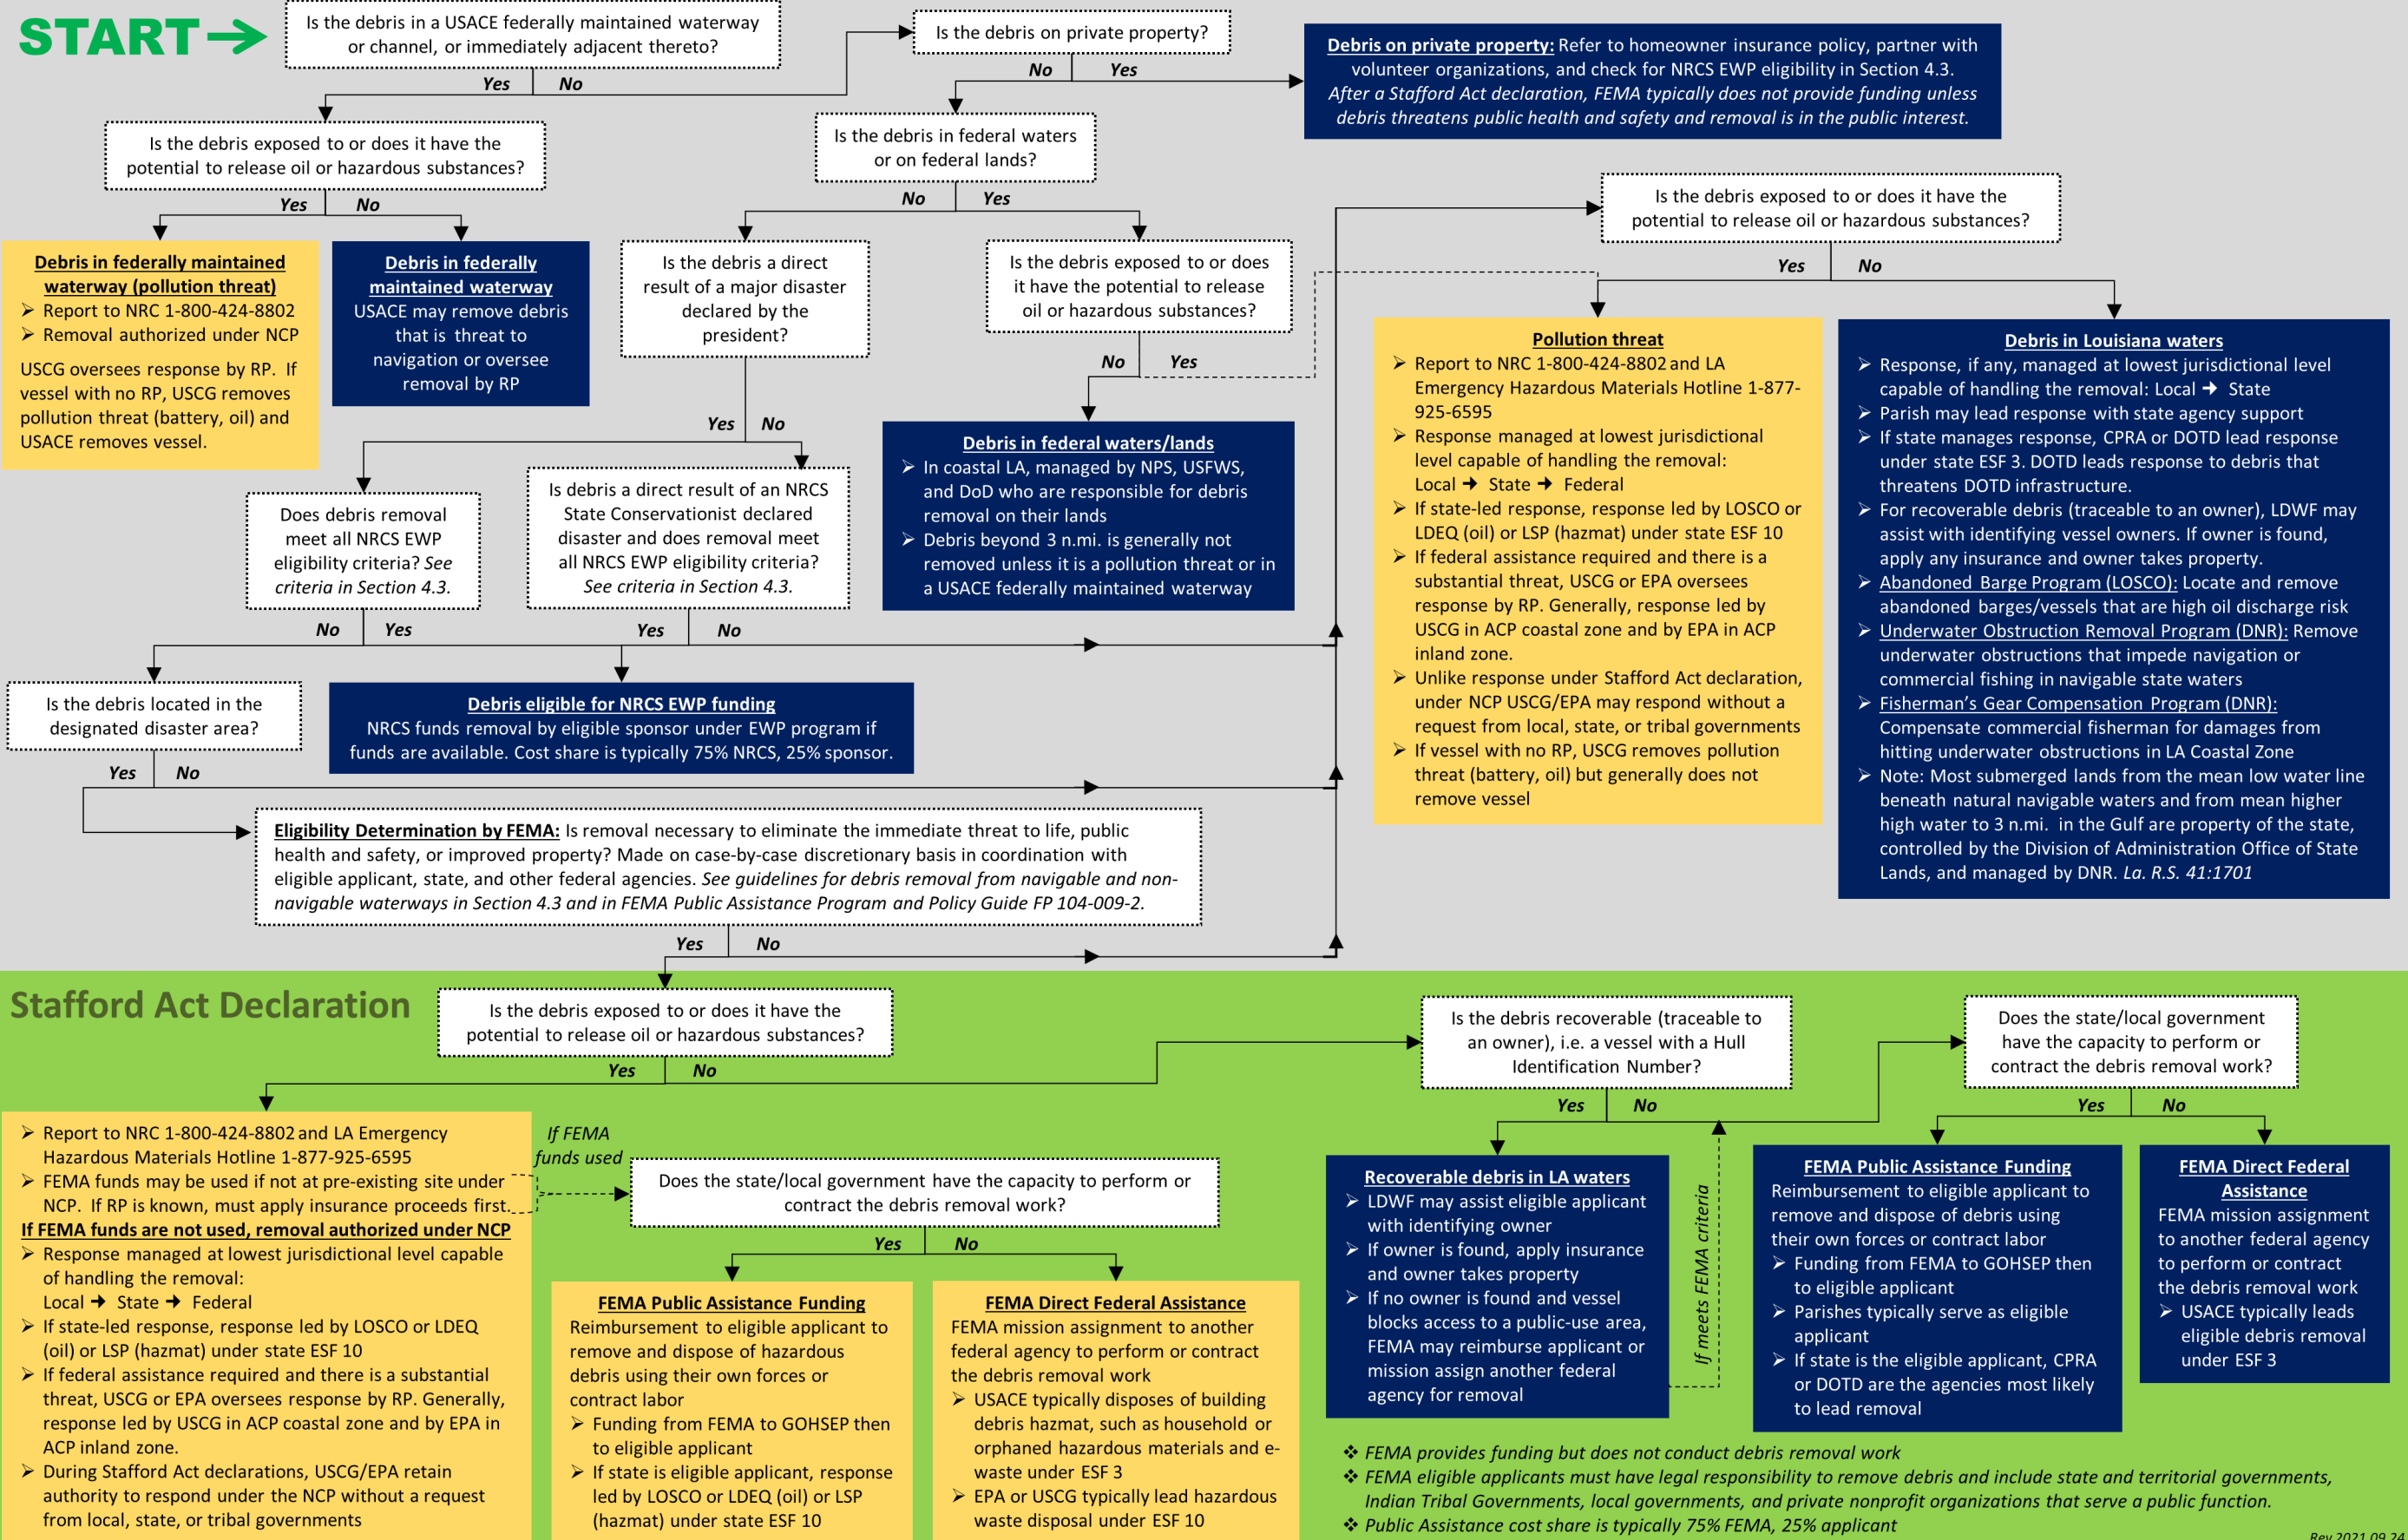 START
Is the debris in a USACE federally maintained waterway
or channel, or immediately adjacent thereto?
Yes No
Is the debris on private property?
No Yes
Debris on private property: Refer to homeowner insurance policy, partner with
volunteer organizations, and check for NRCS EWP eligibility in Section 4.3.
After a Stafford Act declaration, FEMA typically does not provide funding unless
debris threatens public health and safety and removal is in the public interest.
Is the debris exposed to or does it have the
potential to release oil or hazardous substances?
Yes No
Debris in federally maintained
waterway (pollution threat)
➢ Report to NRC 1-800-424-8802
➢ Removal authorized under NCP
USCG oversees response by RP. If
vessel with no RP, USCG removes
pollution threat (battery, oil) and
USACE removes vessel.
Debris in federally
maintained waterway
USACE may remove debris
that is threat to
navigation or oversee
removal by RP
Is the debris in federal waters
or on federal lands?
No Yes
Is the debris a direct
result of a major disaster
declared by the
president?
Yes No
Is the debris exposed to or does
it have the potential to release
oil or hazardous substances?
No Yes
Debris in federal waters/lands
➢ In coastal LA, managed by NPS, USFWS,
and DoD who are responsible for debris
removal on their lands
➢ Debris beyond 3 n.mi. is generally not
removed unless it is a pollution threat or in
a USACE federally maintained waterway
Does debris removal
meet all NRCS EWP
eligibility criteria? See
criteria in Section 4.3.
No Yes
Is debris a direct result of an NRCS
State Conservationist declared
disaster and does removal meet
all NRCS EWP eligibility criteria?
See criteria in Section 4.3.
Yes No
Is the debris located in the
designated disaster area?
Yes No
Debris eligible for NRCS EWP funding
NRCS funds removal by eligible sponsor under EWP program if
funds are available. Cost share is typically 75% NRCS, 25% sponsor.
Eligibility Determination by FEMA: Is removal necessary to eliminate the immediate threat to life, public
health and safety, or improved property? Made on case-by-case discretionary basis in coordination with
eligible applicant, state, and other federal agencies. See guidelines for debris removal from navigable and non-
navigable waterways in Section 4.3 and in FEMA Public Assistance Program and Policy Guide FP 104-009-2.
Yes No
Is the debris exposed to or does it have the
potential to release oil or hazardous substances?
Yes No
Pollution threat
➢ Report to NRC 1-800-424-8802 and LA
Emergency Hazardous Materials Hotline 1-877-
925-6595
➢ Response managed at lowest jurisdictional
level capable of handling the removal:
Local → State → Federal
➢ If state-led response, response led by LOSCO or
LDEQ (oil) or LSP (hazmat) under state ESF 10
➢ If federal assistance required and there is a
substantial threat, USCG or EPA oversees
response by RP. Generally, response led by
USCG in ACP coastal zone and by EPA in ACP
inland zone.
➢ Unlike response under Stafford Act declaration,
under NCP USCG/EPA may respond without a
request from local, state, or tribal governments
➢ If vessel with no RP, USCG removes pollution
threat (battery, oil) but generally does not
remove vessel
Debris in Louisiana waters
➢ Response, if any, managed at lowest jurisdictional level
capable of handling the removal: Local → State
➢ Parish may lead response with state agency support
➢ If state manages response, CPRA or DOTD lead response
under state ESF 3. DOTD leads response to debris that
threatens DOTD infrastructure.
➢ For recoverable debris (traceable to an owner), LDWF may
assist with identifying vessel owners. If owner is found,
apply any insurance and owner takes property.
➢ Abandoned Barge Program (LOSCO): Locate and remove
abandoned barges/vessels that are high oil discharge risk
➢ Underwater Obstruction Removal Program (DNR): Remove
underwater obstructions that impede navigation or
commercial fishing in navigable state waters
➢ Fisherman's Gear Compensation Program (DNR):
Compensate commercial fisherman for damages from
hitting underwater obstructions in LA Coastal Zone
➢ Note: Most submerged lands from the mean low water line
beneath natural navigable waters and from mean higher
high water to 3 n.mi. in the Gulf are property of the state,
controlled by the Division of Administration Office of State
Lands, and managed by DNR. La. R.S. 41:1701
Stafford Act Declaration
Is the debris exposed to or does it have the
potential to release oil or hazardous substances?
Yes No
➢ Report to NRC 1-800-424-8802 and LA Emergency
Hazardous Materials Hotline 1-877-925-6595
➢ FEMA funds may be used if not at pre-existing site under
NCP. If RP is known, must apply insurance proceeds first.
If FEMA funds are not used, removal authorized under NCP
➢ Response managed at lowest jurisdictional level capable
of handling the removal:
Local → State → Federal
➢ If state-led response, response led by LOSCO or LDEQ
(oil) or LSP (hazmat) under state ESF 10
➢ If federal assistance required and there is a substantial
threat, USCG or EPA oversees response by RP. Generally,
response led by USCG in ACP coastal zone and by EPA in
ACP inland zone.
➢ During Stafford Act declarations, USCG/EPA retain
authority to respond under the NCP without a request
from local, state, or tribal governments
If FEMA
funds used
Does the state/local government have the capacity to perform or
contract the debris removal work?
Yes No
FEMA Public Assistance Funding
Reimbursement to eligible applicant to
remove and dispose of hazardous
debris using their own forces or
contract labor
➢ Funding from FEMA to GOHSEP then
to eligible applicant
➢ If state is eligible applicant, response
led by LOSCO or LDEQ (oil) or LSP
(hazmat) under state ESF 10
FEMA Direct Federal Assistance
FEMA mission assignment to another
federal agency to perform or contract
the debris removal work
➢ USACE typically disposes of building
debris hazmat, such as household or
orphaned hazardous materials and e-
waste under ESF 3
➢ EPA or USCG typically lead hazardous
waste disposal under ESF 10
Is the debris recoverable (traceable to
an owner), i.e. a vessel with a Hull
Identification Number?
Yes No
Recoverable debris in LA waters
➢ LDWF may assist eligible applicant
with identifying owner
➢ If owner is found, apply insurance
and owner takes property
➢ If no owner is found and vessel
blocks access to a public-use area,
FEMA may reimburse applicant or
mission assign another federal
agency for removal
If meets FEMA criteria
Does the state/local government
have the capacity to perform or
contract the debris removal work?
Yes No
FEMA Public Assistance Funding
Reimbursement to eligible applicant to
remove and dispose of debris using
their own forces or contract labor
➢ Funding from FEMA to GOHSEP then
to eligible applicant
➢ Parishes typically serve as eligible
applicant
➢ If state is the eligible applicant, CPRA
or DOTD are the agencies most likely
to lead removal
FEMA Direct Federal
Assistance
FEMA mission assignment
to another federal agency
to perform or contract
the debris removal work
➢ USACE typically leads
eligible debris removal
under ESF 3
❖ FEMA provides funding but does not conduct debris removal work
❖ FEMA eligible applicants must have legal responsibility to remove debris and include state and territorial governments,
Indian Tribal Governments, local governments, and private nonprofit organizations that serve a public function.
❖ Public Assistance cost share is typically 75% FEMA, 25% applicant
Rev 2021.09.24